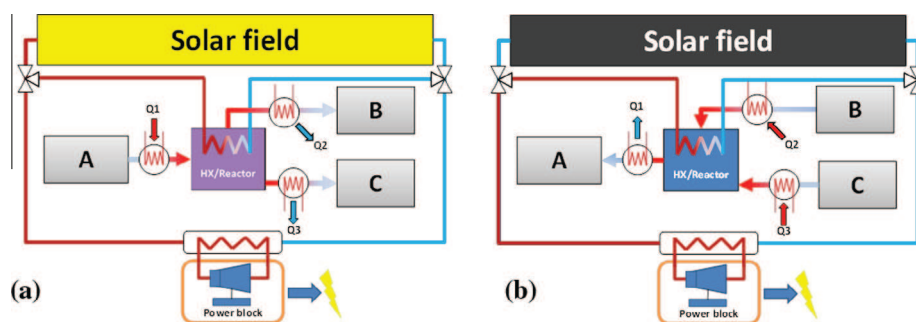 Solar field
Q1
A
HX/Reactor
B
Q2
C
Q3
Power block
(a)
Solar field
Q1
A
HX/Reactor
B
Q2
C
Q3
Power block
(b)